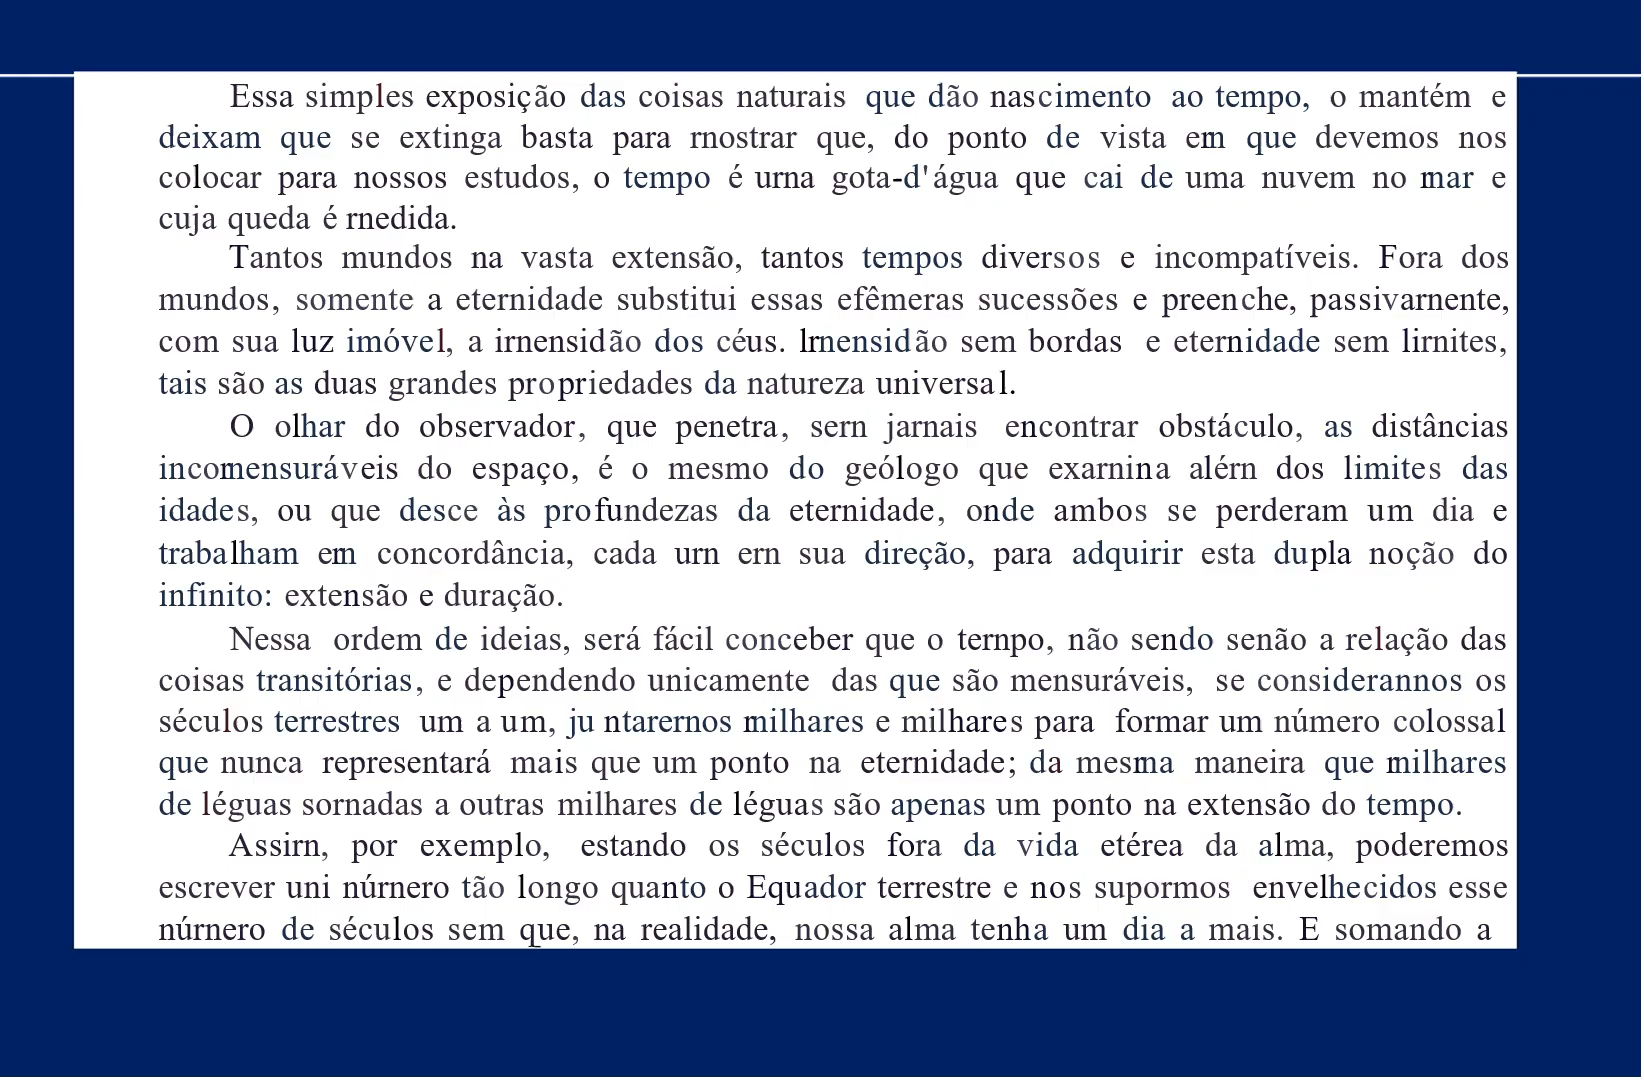 Essa simples exposição das coisas naturais que dão nascimento ao tempo, o mantém e
deixam que se extinga basta para rnostrar que, do ponto de vista em que devemos nos
colocar para nossos estudos, o tempo é urna gota-d'água que cai de uma nuvem no mar e
cuja queda é rnedida.
Tantos mundos na vasta extensão, tantos tempos diversos e incompatíveis. Fora dos
mundos, somente a eternidade substitui essas efêmeras sucessões e preenche, passivarnente,
com sua luz imóvel, a irnensidão dos céus. lrnensidão sem bordas e eternidade sem lirnites,
tais são as duas grandes propriedades da natureza universal.
O olhar do observador, que penetra, sern jarnais encontrar obstáculo, as distâncias
incomensuráveis do espaço, é o mesmo do geólogo que exarnina alérn dos limites das
idades, ou que desce às profundezas da eternidade, onde ambos se perderam um dia e
trabalham em concordância, cada urn ern sua direção, para adquirir esta dupla noção do
infinito: extensão e duração.
Nessa ordem de ideias, será fácil conceber que o ternpo, não sendo senão a relação das
coisas transitórias, e dependendo unicamente das que são mensuráveis, se considerannos os
séculos terrestres um a um, ju ntarernos milhares e milhares para formar um número colossal
que nunca representará mais que um ponto na eternidade; da mesma maneira que milhares
de léguas sornadas a outras milhares de léguas são apenas um ponto na extensão do tempo.
Assirn, por exemplo, estando os séculos fora da vida etérea da alma, poderemos
escrever uni núrnero tão longo quanto o Equador terrestre e nos supormos envelhecidos esse
núrnero de séculos sem que, na realidade, nossa alma tenha um dia a mais. E somando a